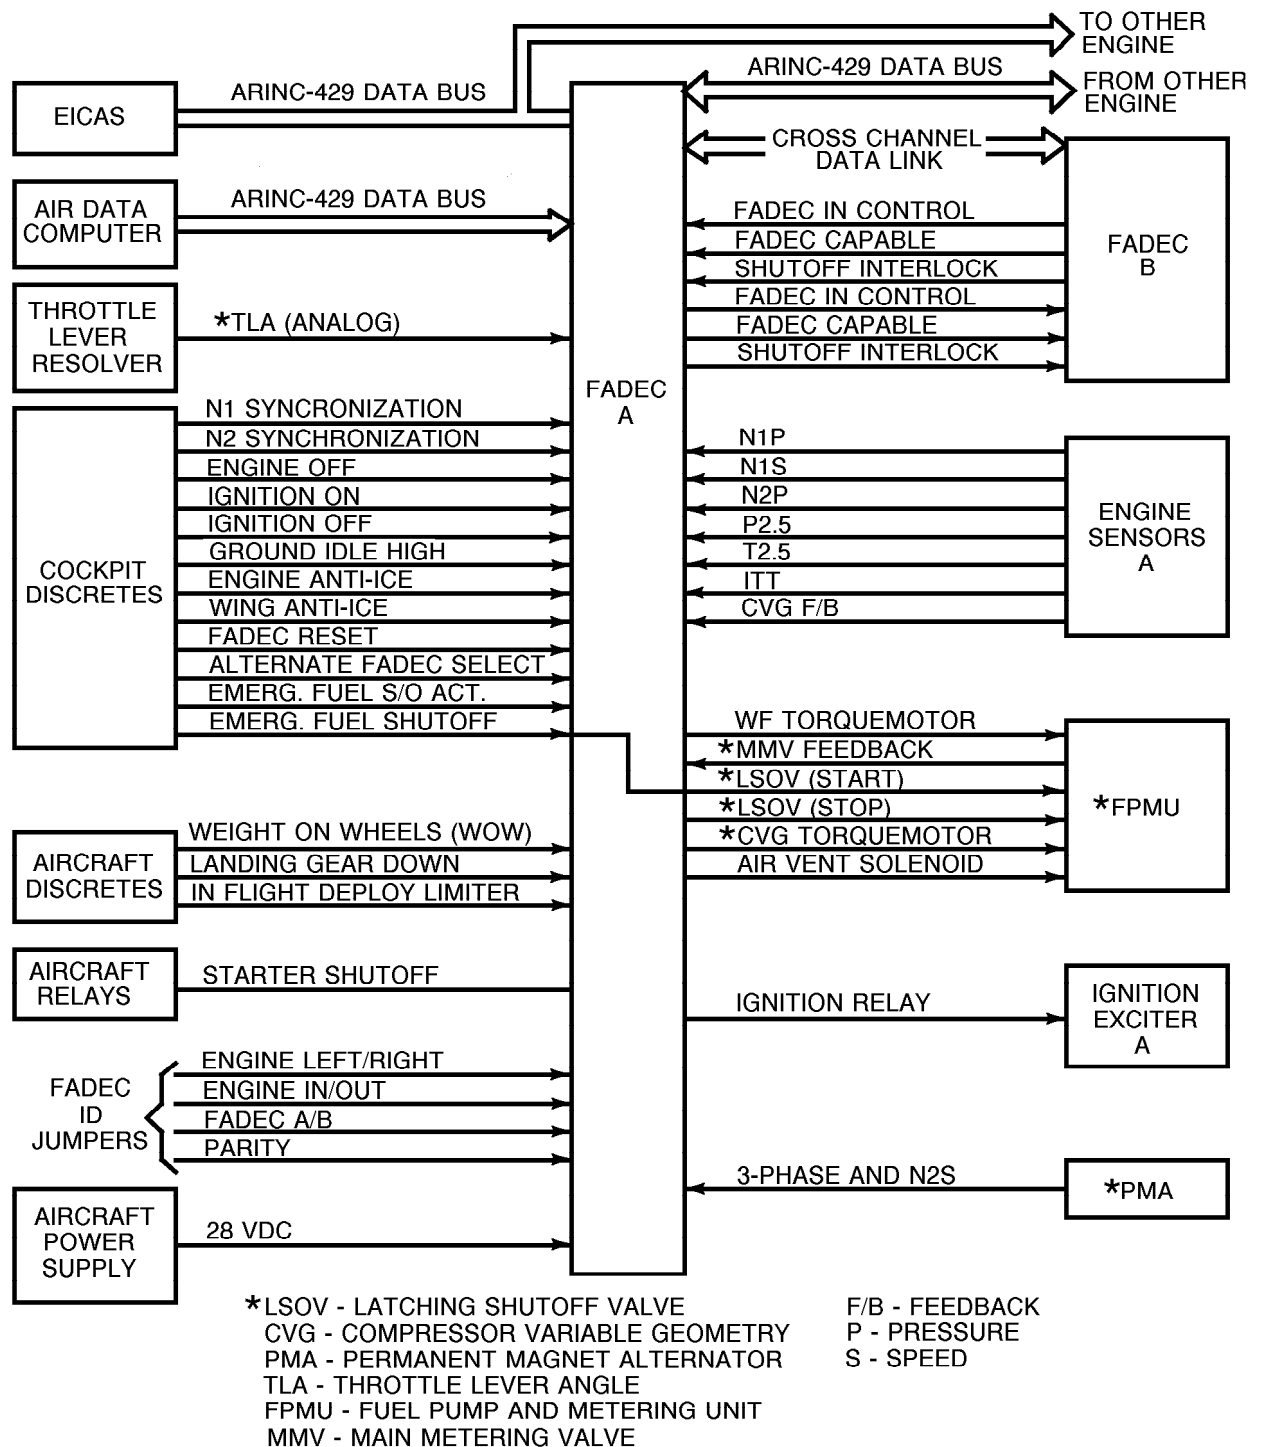 TO OTHER
ENGINE
ARINC-429 DATA BUS
FROM OTHER
ENGINE
EICAS
ARINC-429 DATA BUS
CROSS CHANNEL
DATA LINK
AIR DATA
COMPUTER
ARINC-429 DATA BUS
THROTTLE
LEVER
RESOLVER
*TLA (ANALOG)
FADEC
A
FADEC IN CONTROL
FADEC CAPABLE
SHUTOFF INTERLOCK
FADEC IN CONTROL
FADEC CAPABLE
SHUTOFF INTERLOCK
FADEC
B
COCKPIT
DISCRETES
N1 SYNCRONIZATION
N2 SYNCHRONIZATION
ENGINE OFF
IGNITION ON
IGNITION OFF
GROUND IDLE HIGH
ENGINE ANTI-ICE
WING ANTI-ICE
FADEC RESET
ALTERNATE FADEC SELECT
EMERG. FUEL S/O ACT.
EMERG. FUEL SHUTOFF
N1P
N1S
N2P
P2.5
T2.5
ITT
CVG F/B
ENGINE
SENSORS
A
WF TORQUEMOTOR
*MMV FEEDBACK
*LSOV (START)
*LSOV (STOP)
*CVG TORQUEMOTOR
AIR VENT SOLENOID
*FPMU
AIRCRAFT
DISCRETES
WEIGHT ON WHEELS (WOW)
LANDING GEAR DOWN
IN FLIGHT DEPLOY LIMITER
AIRCRAFT
RELAYS
STARTER SHUTOFF
IGNITION RELAY
IGNITION
EXCITER
A
FADEC
ID
JUMPERS
ENGINE LEFT/RIGHT
ENGINE IN/OUT
FADEC A/B
PARITY
3-PHASE AND N2S
*PMA
AIRCRAFT
POWER
SUPPLY
28 VDC
*LSOV - LATCHING SHUTOFF VALVE
CVG - COMPRESSOR VARIABLE GEOMETRY
PMA - PERMANENT MAGNET ALTERNATOR
TLA - THROTTLE LEVER ANGLE
FPMU - FUEL PUMP AND METERING UNIT
MMV - MAIN METERING VALVE
F/B - FEEDBACK
P - PRESSURE
S - SPEED